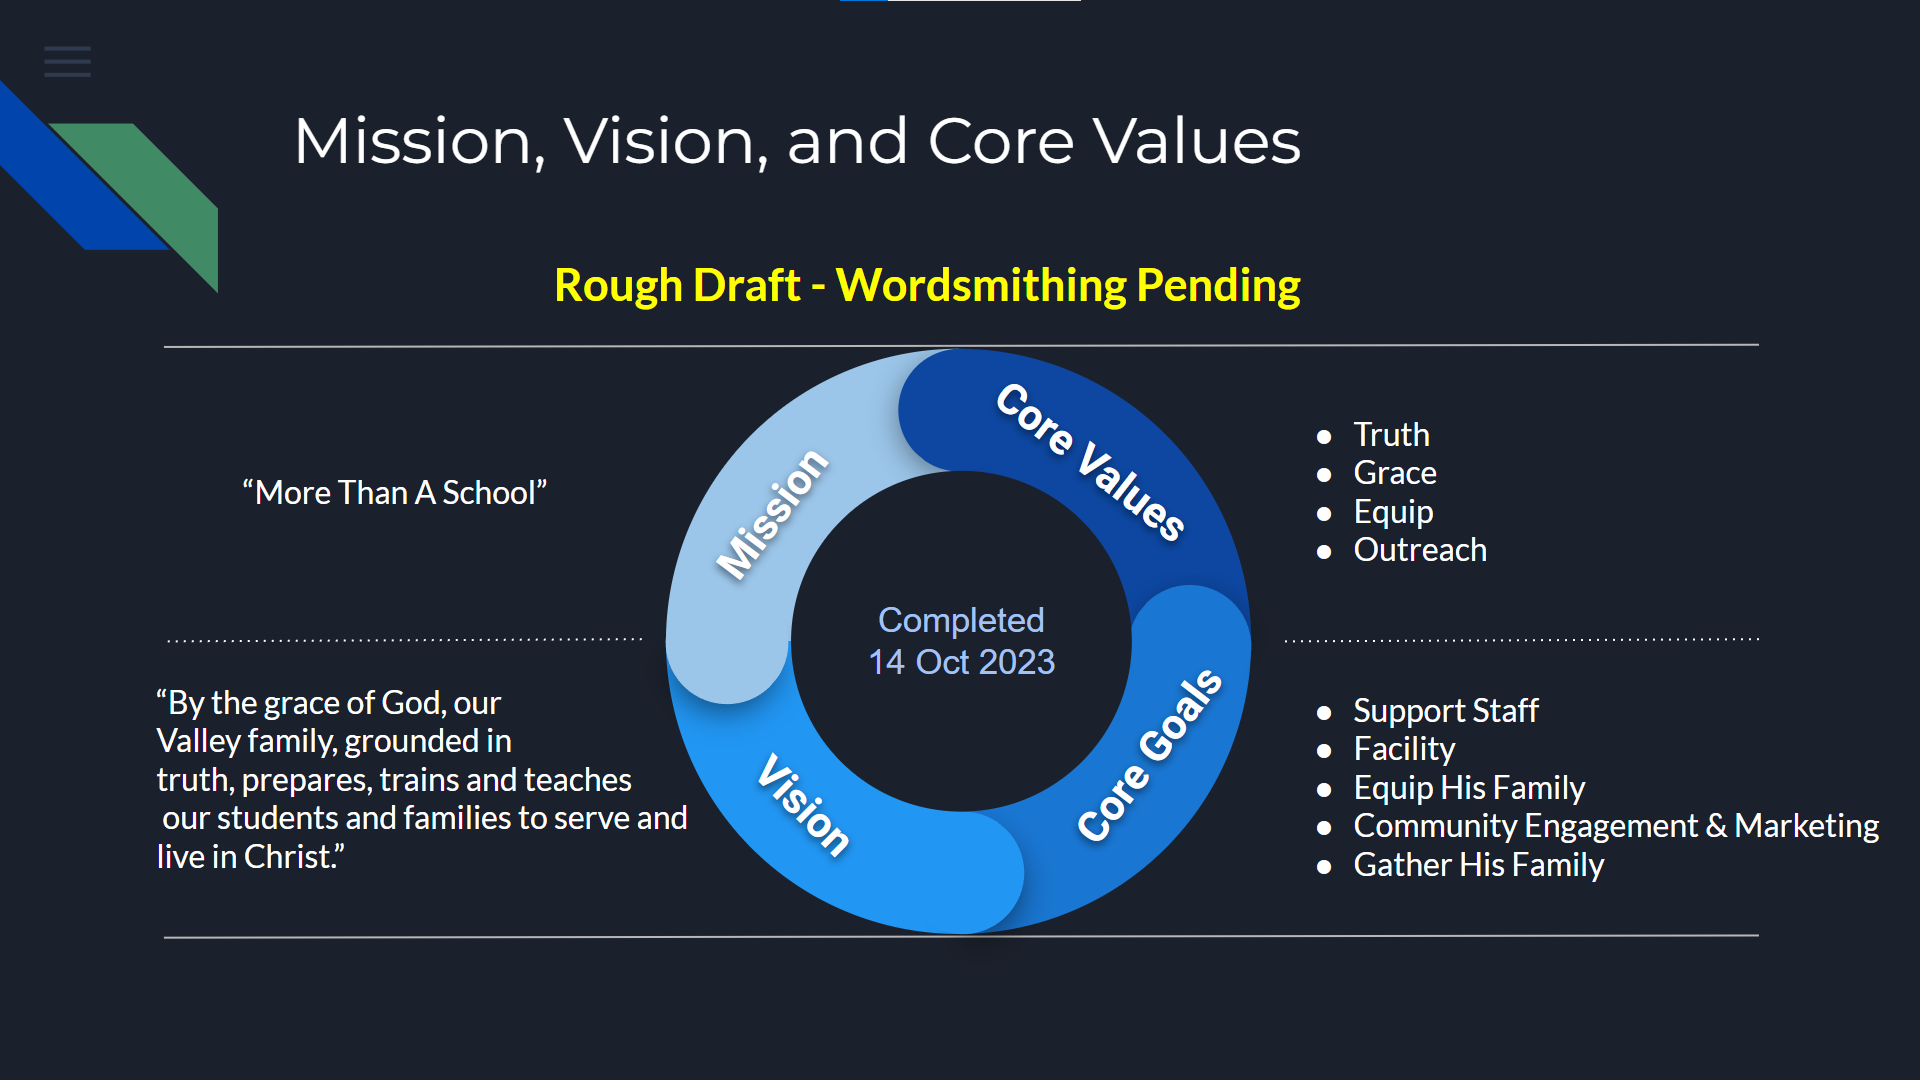 Mission, Vision, and Core Values
Rough Draft - Wordsmithing Pending
Mission
“More Than A School”
Core Values
● Truth
● Grace
● Equip
● Outreach
Completed
14 Oct 2023
Vision
“By the grace of God, our
Valley family, grounded in
truth, prepares, trains and teaches
our students and families to serve and
live in Christ.”
Core Goals
● Support Staff
● Facility
● Equip His Family
● Community Engagement & Marketing
● Gather His Family